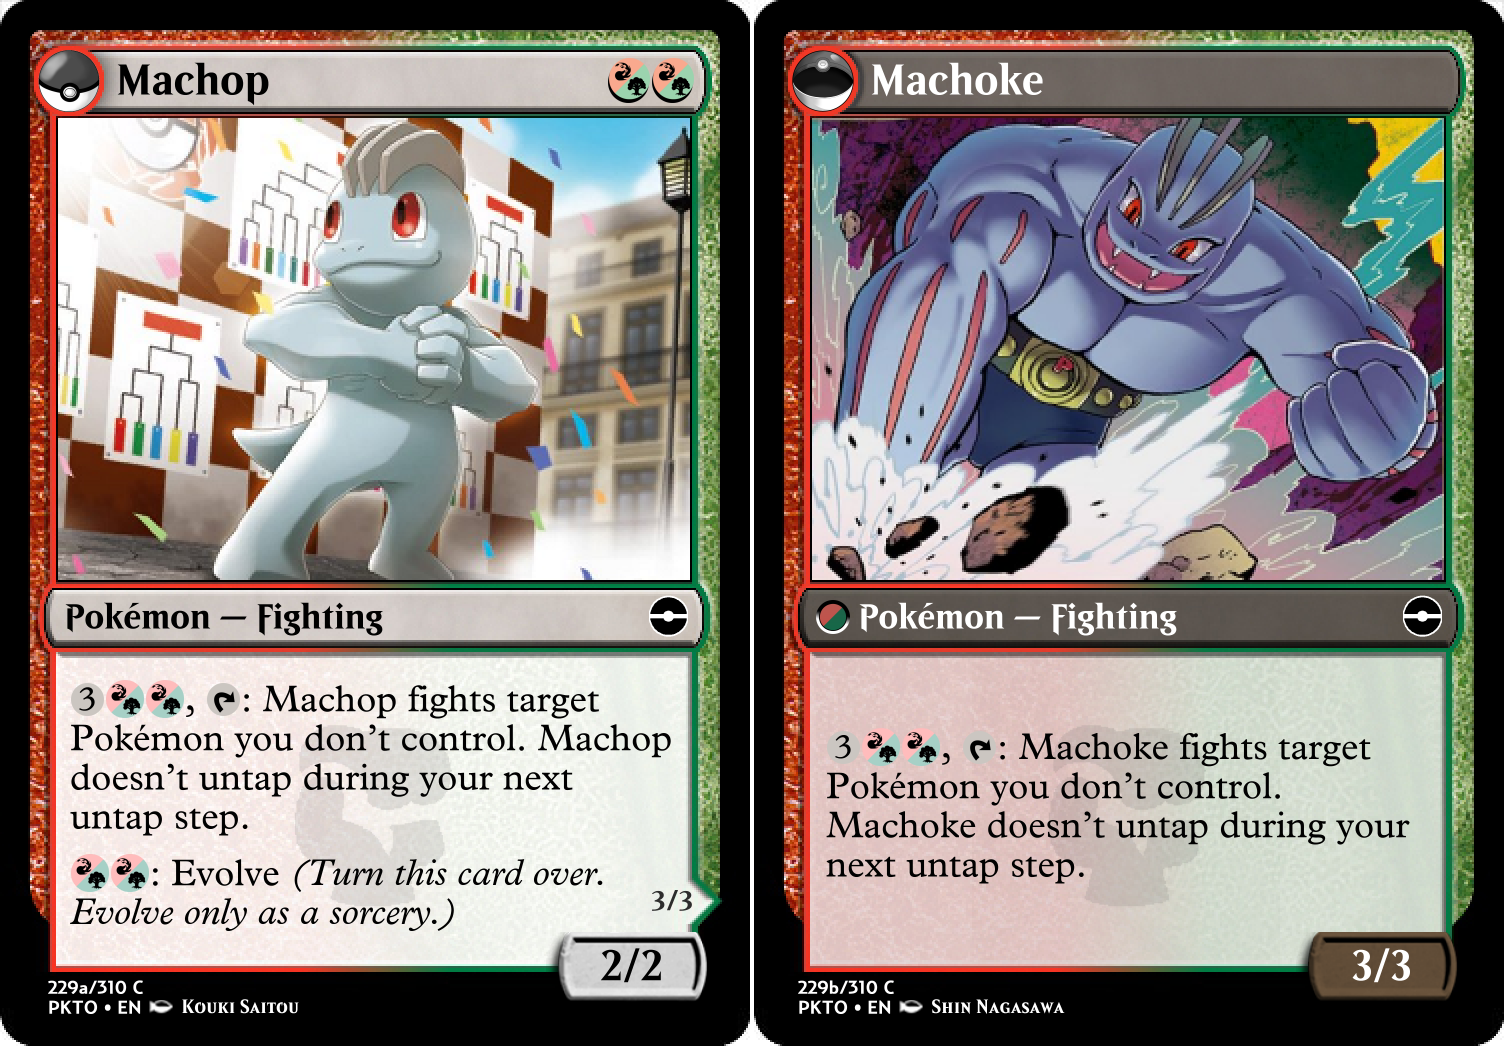 Machop
Pokémon — Fighting
3, : Machop fights target
Pokémon you don't control. Machop
doesn't untap during your next
untap step.
: Evolve (Turn this card over.
Evolve only as a sorcery.)
3/3
2/2
229a/310 C
PKTO • EN Kouki Saitou
Machoke
Pokémon — Fighting
3, : Machoke fights target
Pokémon you don't control.
Machoke doesn't untap during your
next untap step.
3/3
229b/310 C
PKTO • EN Shin Nagasawa